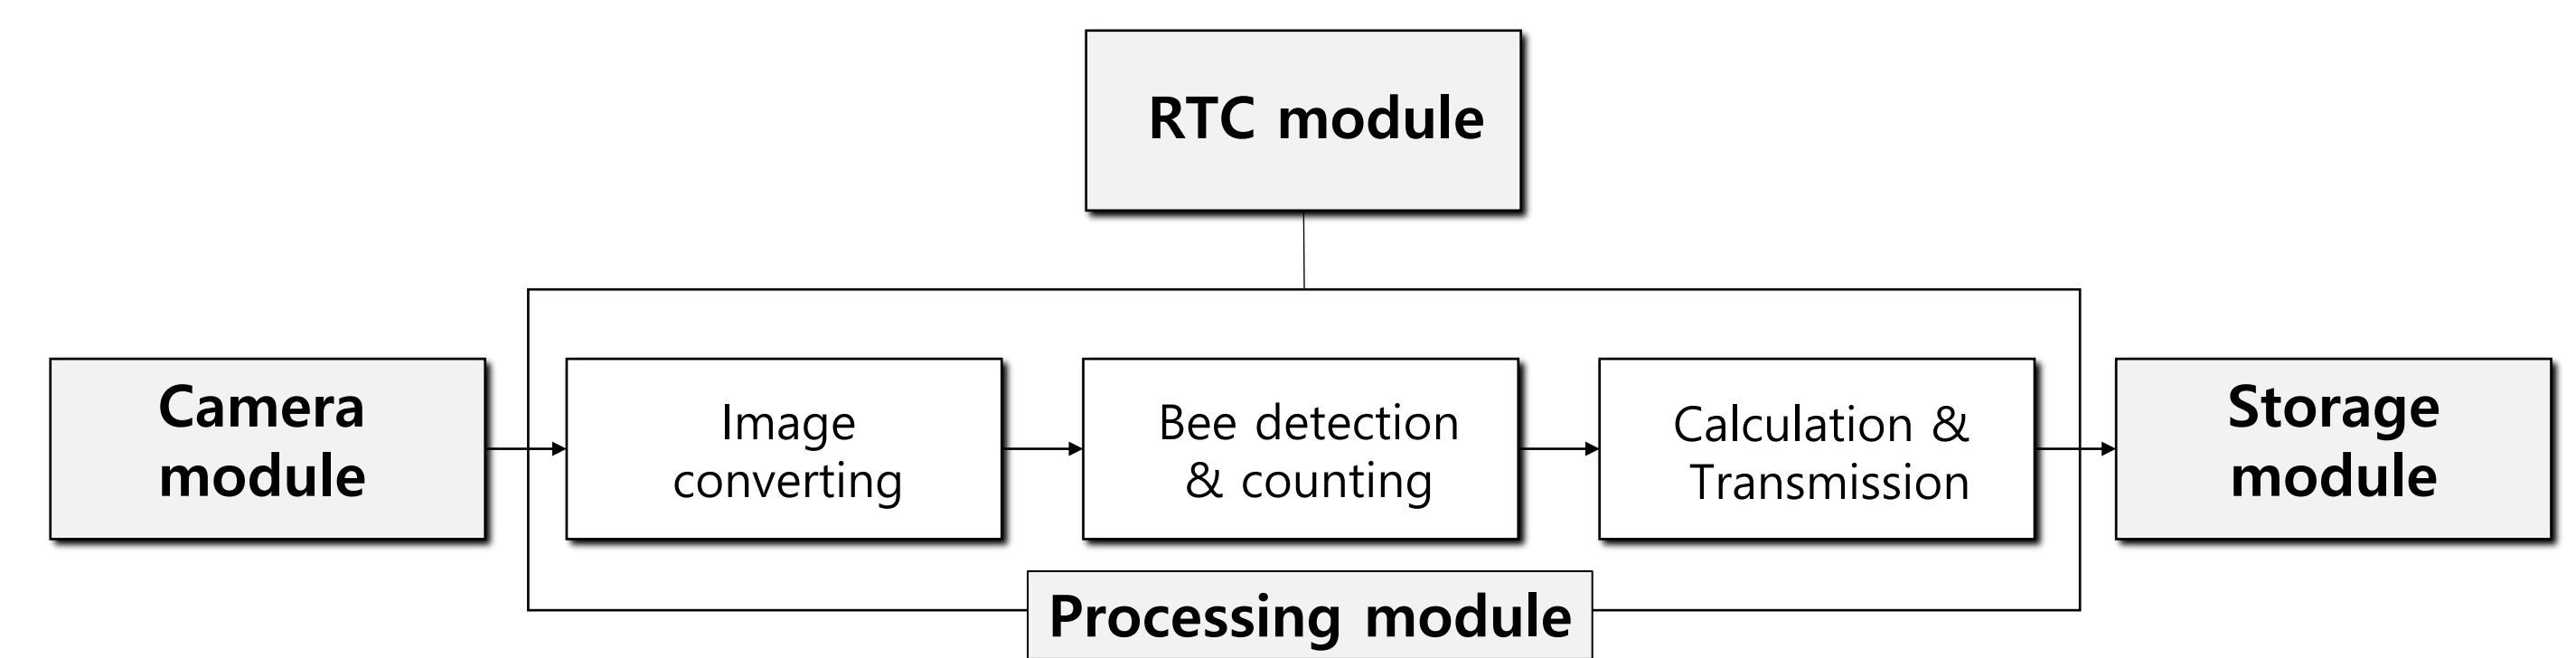 RTC module
Camera
module
Image
converting
Bee detection
& counting
Calculation &
Transmission
Storage
module
Processing module